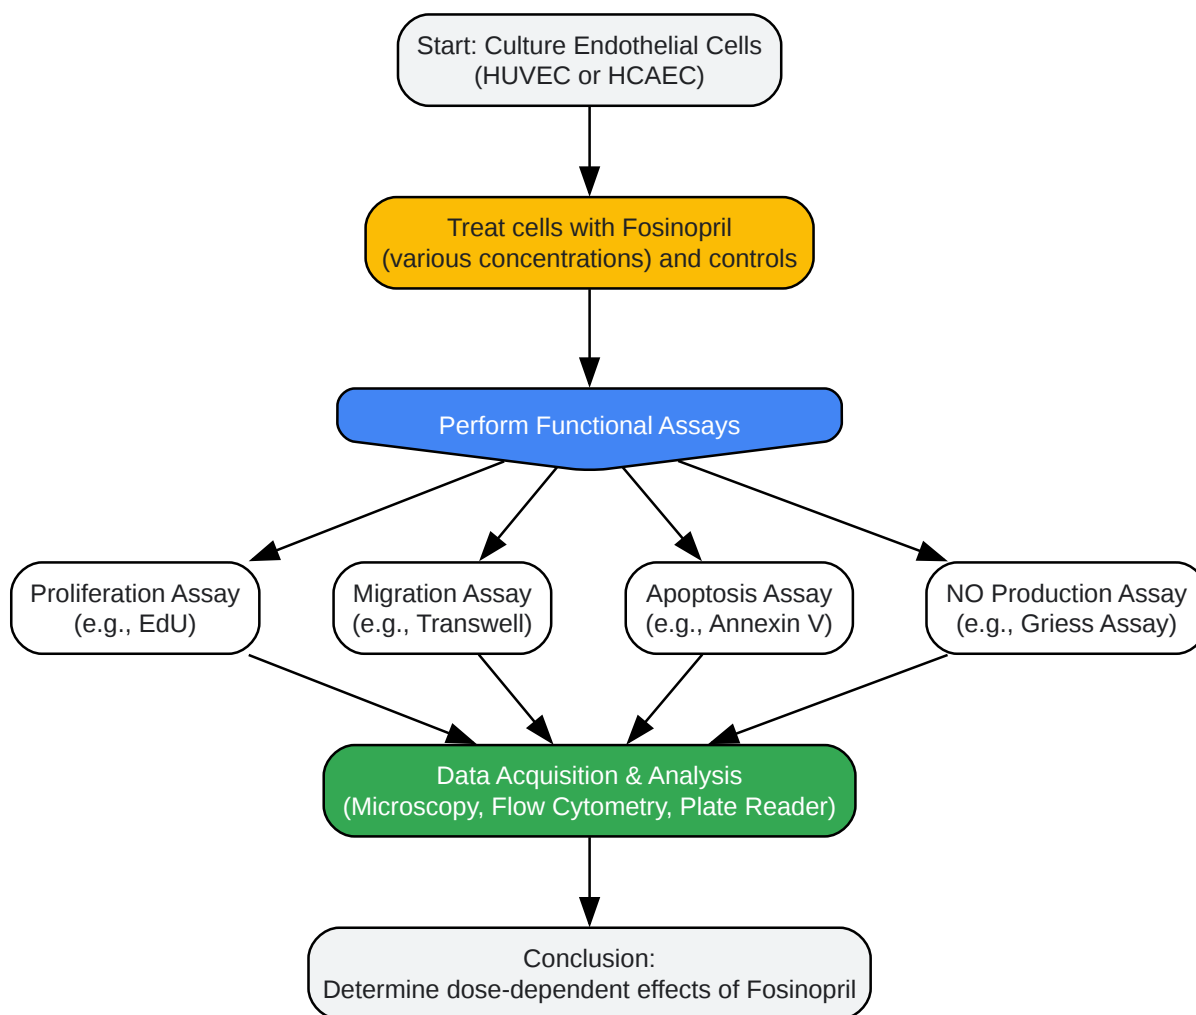 Start: Culture Endothelial Cells
(HUVEC or HCAEC)
Treat cells with Fosinopril
(various concentrations) and controls
Perform Functional Assays
Proliferation Assay
(e.g., EdU)
Migration Assay
(e.g., Transwell)
Apoptosis Assay
(e.g., Annexin V)
NO Production Assay
(e.g., Griess Assay)
Data Acquisition & Analysis
(Microscopy, Flow Cytometry, Plate Reader)
Conclusion:
Determine dose-dependent effects of Fosinopril